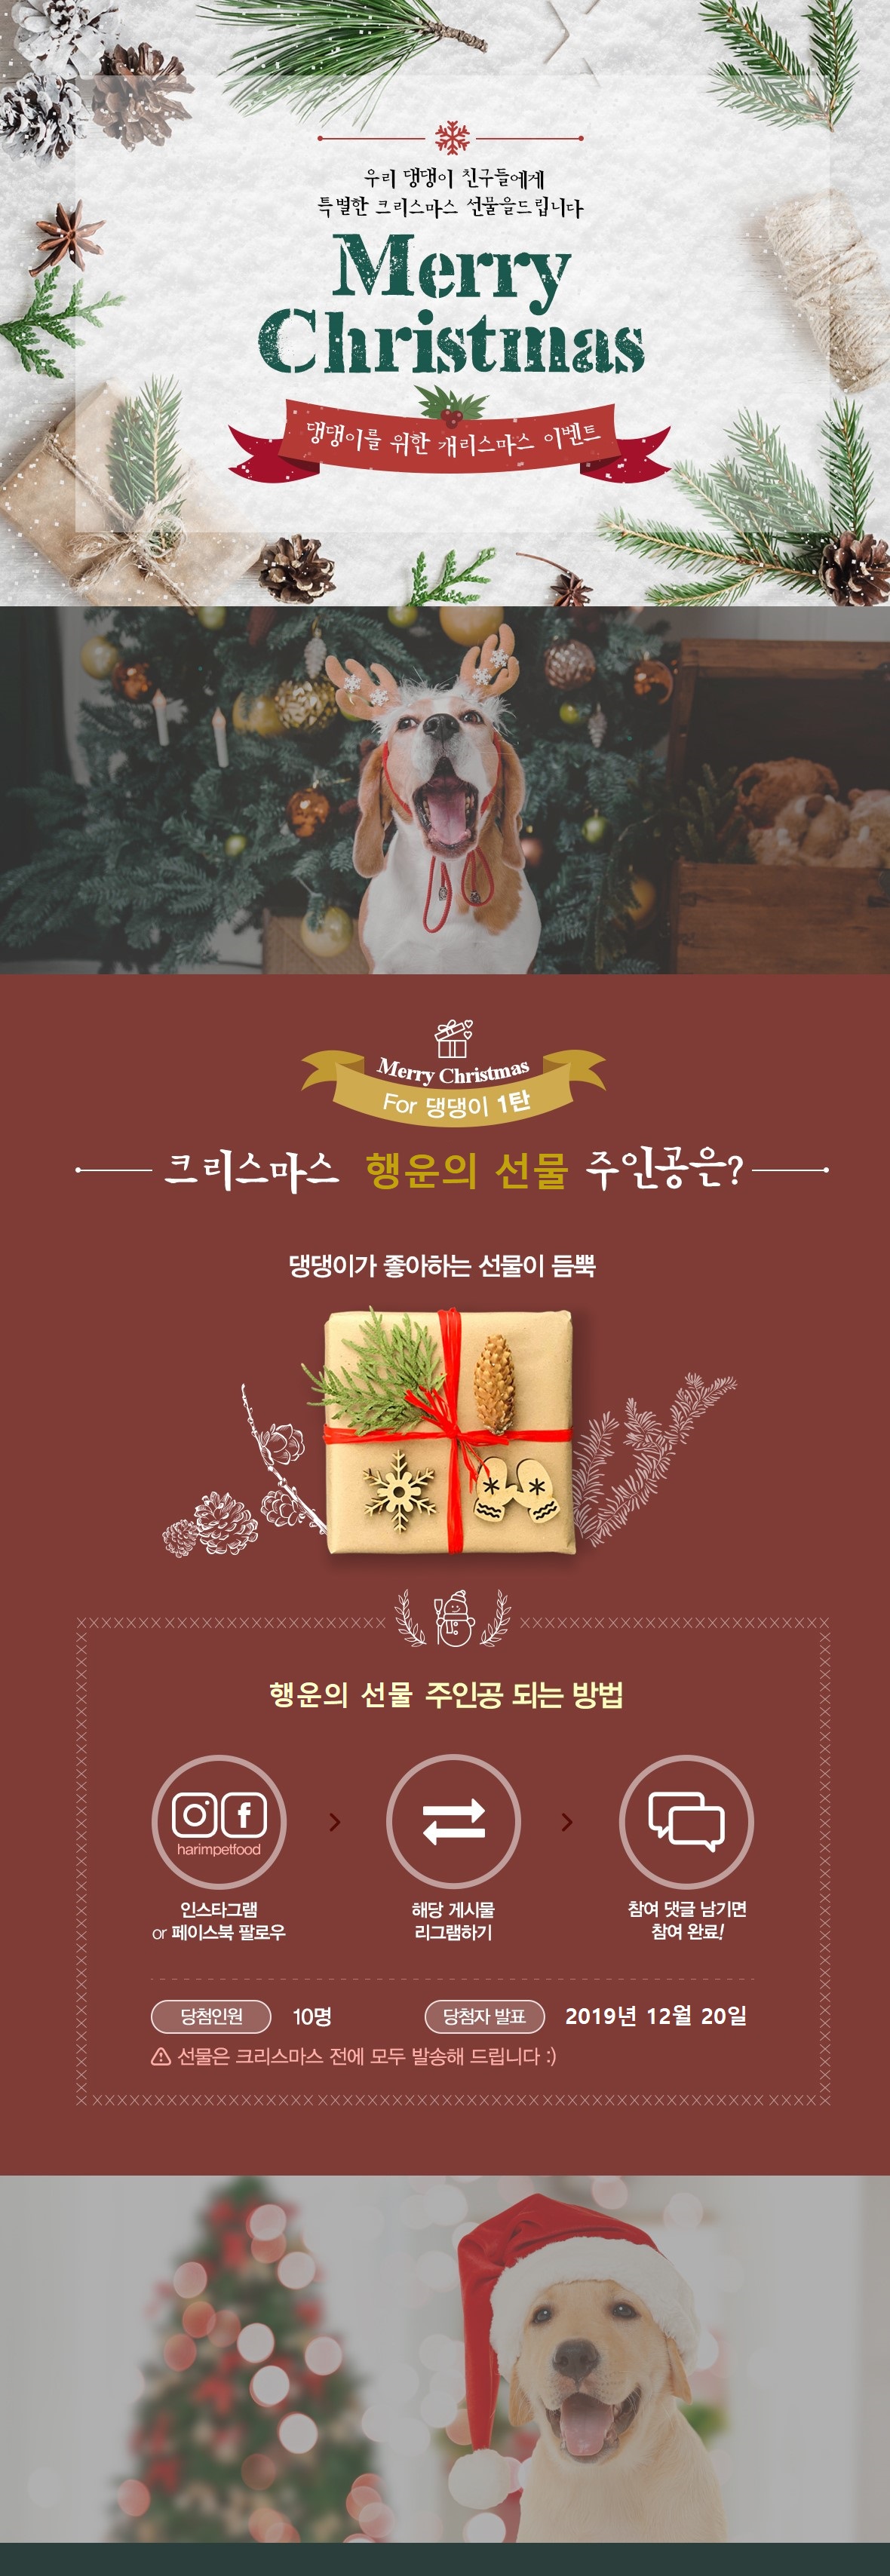 우리 댕댕이 친구들에게
특별한 크리스마스 선물을드립니다
Merry
Christmas
댕댕이를 위한 개리스마스 이벤트
Merry Christmas
For 댕댕이 1탄
크리스마스 행운의 선물 주인공은?
댕댕이가 좋아하는 선물이 듬뿍
행운의 선물 주인공 되는 방법
harimpetfood
인스타그램
or 페이스북 팔로우
해당 게시물
리그램하기
참여 댓글 남기면
참여 완료!
당첨인원 10명 당첨자 발표 2019년 12월 20일
선물은 크리스마스 전에 모두 발송해 드립니다 :)